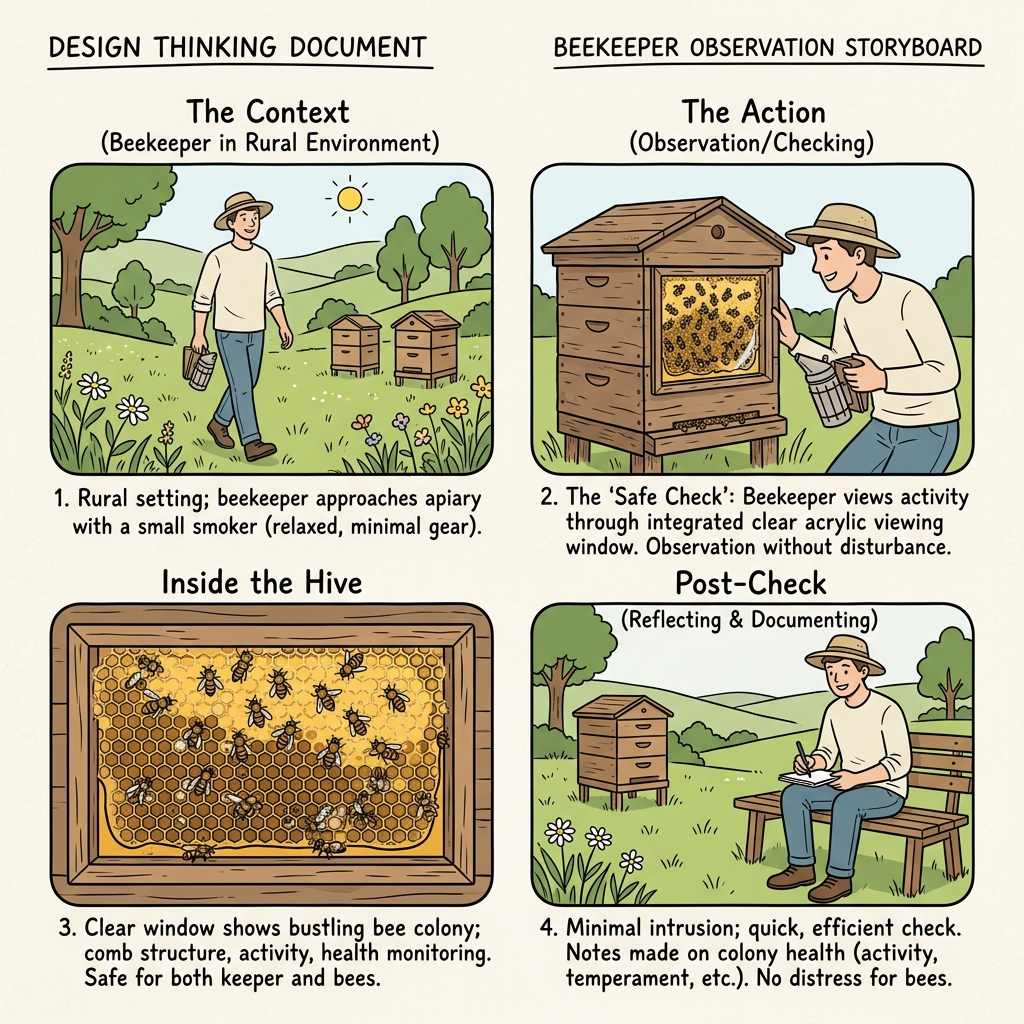 DESIGN THINKING DOCUMENT
BEEKEEPER OBSERVATION STORYBOARD
The Context
(Beekeeper in Rural Environment)
1. Rural setting; beekeeper approaches apiary
with a small smoker (relaxed, minimal gear).
The Action
(Observation/Checking)
2. The ‘Safe Check’: Beekeeper views activity
through integrated clear acrylic viewing
window. Observation without disturbance.
Inside the Hive
3. Clear window shows bustling bee colony;
comb structure, activity, health monitoring.
Safe for both keeper and bees.
Post-Check
(Reflecting & Documenting)
4. Minimal intrusion; quick, efficient check.
Notes made on colony health (activity,
temperament, etc.). No distress for bees.